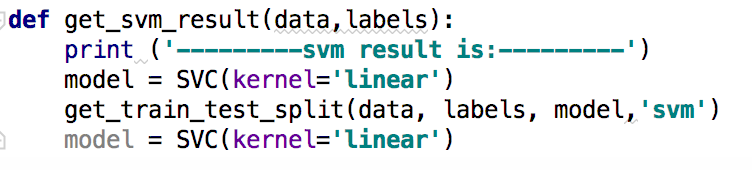 def get_svm_result(data,labels):
    print ('---------svm result is:---------')
    model = SVC(kernel='linear')
    get_train_test_split(data, labels, model,'svm')
    model = SVC(kernel='linear')